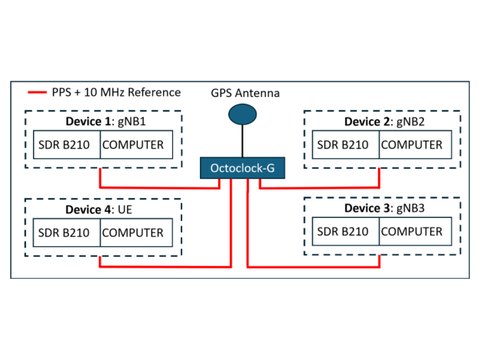 PPS + 10 MHz Reference
GPS Antenna
Device 1: gNB1
SDR B210 COMPUTER
Device 2: gNB2
SDR B210 COMPUTER
Octoclock-G
Device 4: UE
SDR B210 COMPUTER
Device 3: gNB3
SDR B210 COMPUTER